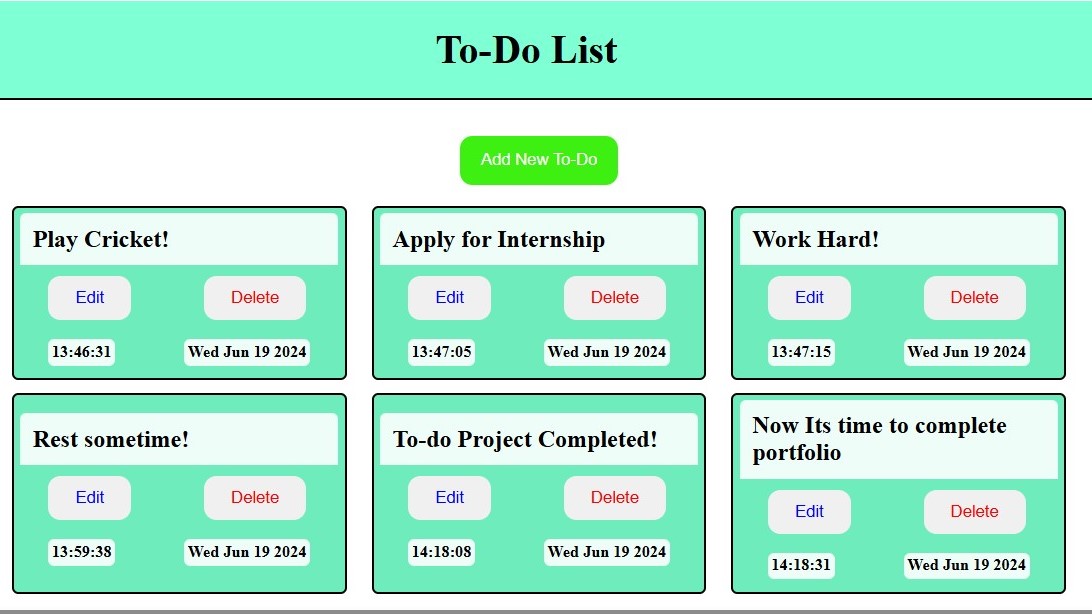 To-Do List
Add New To-Do
Play Cricket!
Edit Delete
13:46:31 Wed Jun 19 2024
Apply for Internship
Edit Delete
13:47:05 Wed Jun 19 2024
Work Hard!
Edit Delete
13:47:15 Wed Jun 19 2024
Rest sometime!
Edit Delete
13:59:38 Wed Jun 19 2024
To-do Project Completed!
Edit Delete
14:18:08 Wed Jun 19 2024
Now Its time to complete
portfolio
Edit Delete
14:18:31 Wed Jun 19 2024